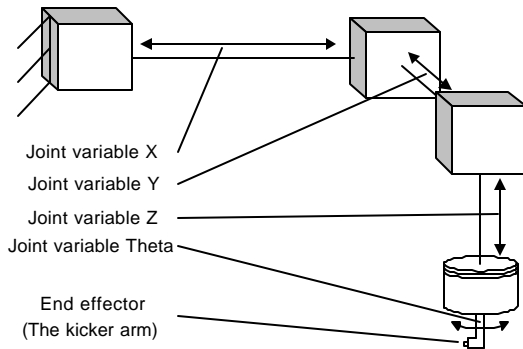 Joint variable X
Joint variable Y
Joint variable Z
Joint variable Theta
End effector
(The kicker arm)